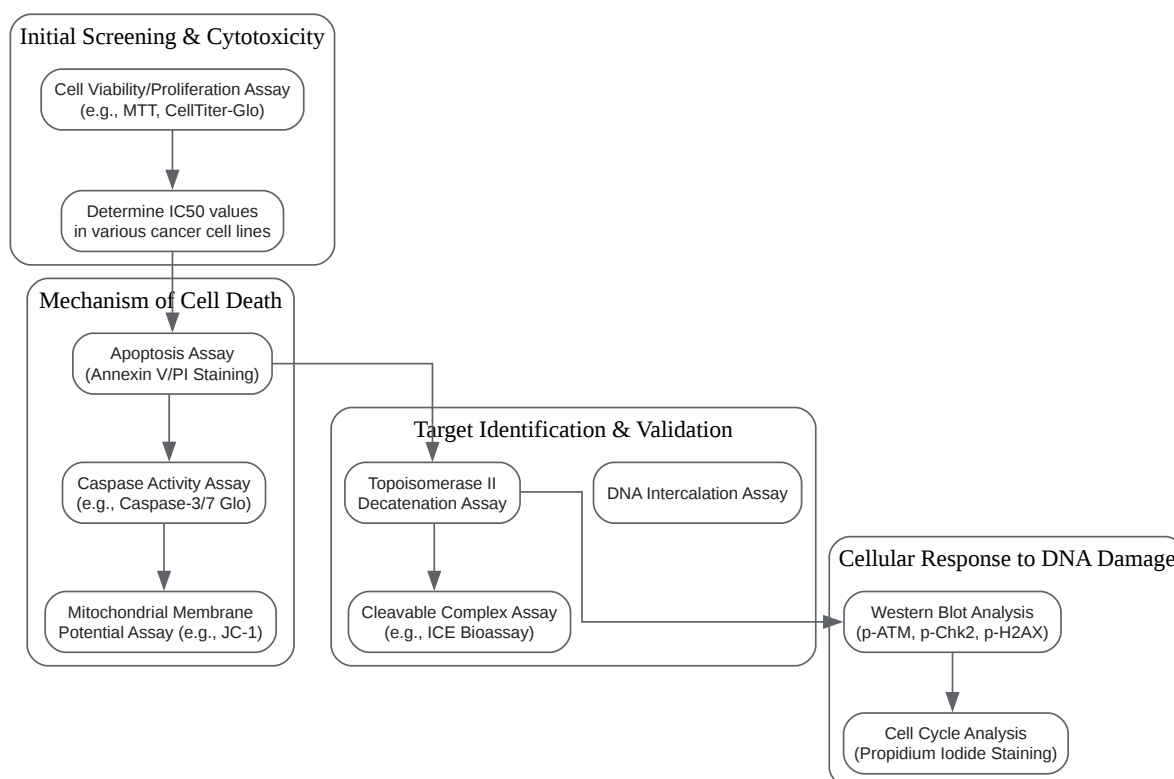 Initial Screening & Cytotoxicity
Cell Viability/Proliferation Assay
(e.g., MTT, CellTiter-Glo)
Determine IC50 values
in various cancer cell lines
Mechanism of Cell Death
Apoptosis Assay
(Annexin V/PI Staining)
Caspase Activity Assay
(e.g., Caspase-3/7 Glo)
Mitochondrial Membrane
Potential Assay (e.g., JC-1)
Target Identification & Validation
Topoisomerase II
Decatenation Assay
DNA Intercalation Assay
Cleavable Complex Assay
(e.g., ICE Bioassay)
Cellular Response to DNA Damage
Western Blot Analysis
(p-ATM, p-Chk2, p-H2AX)
Cell Cycle Analysis
(Propidium Iodide Staining)